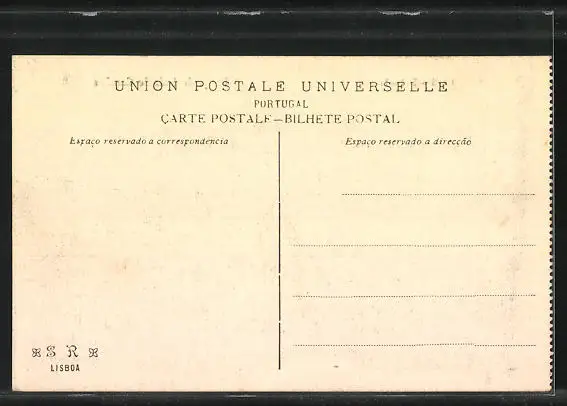 UNION POSTALE UNIVERSELLE
PORTUGAL
CARTE POSTALE—BILHETE POSTAL
Espaço reservado a correspondencia
Espaço reservado a direcção
S R
LISBOA